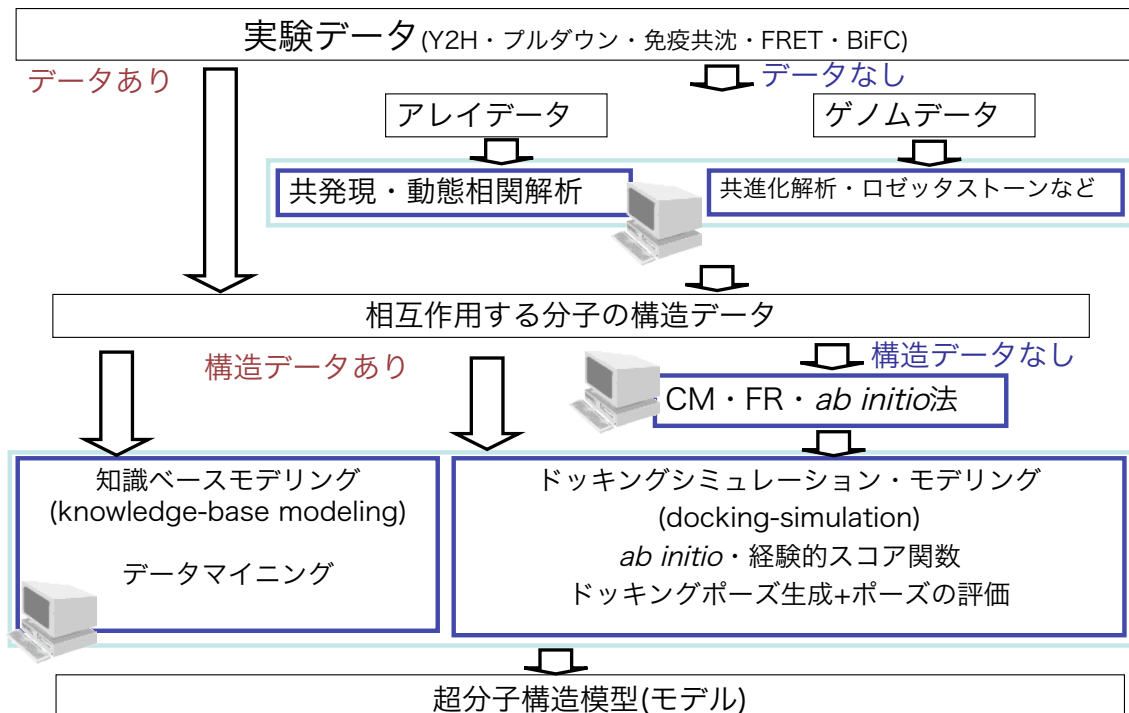 実験データ(Y2H・プルダウン・免疫共沈・FRET・BiFC)
データあり
データなし
アレイデータ
ゲノムデータ
共発現・動態相関解析
共進化解析・ロゼッタストーンなど
相互作用する分子の構造データ
構造データあり
構造データなし
CM・FR・ab initio法
知識ベースモデリング
(knowledge-base modeling)
データマイニング
ドッキングシミュレーション・モデリング
(docking-simulation)
ab initio・経験的スコア関数
ドッキングポーズ生成+ポーズの評価
超分子構造模型(モデル)